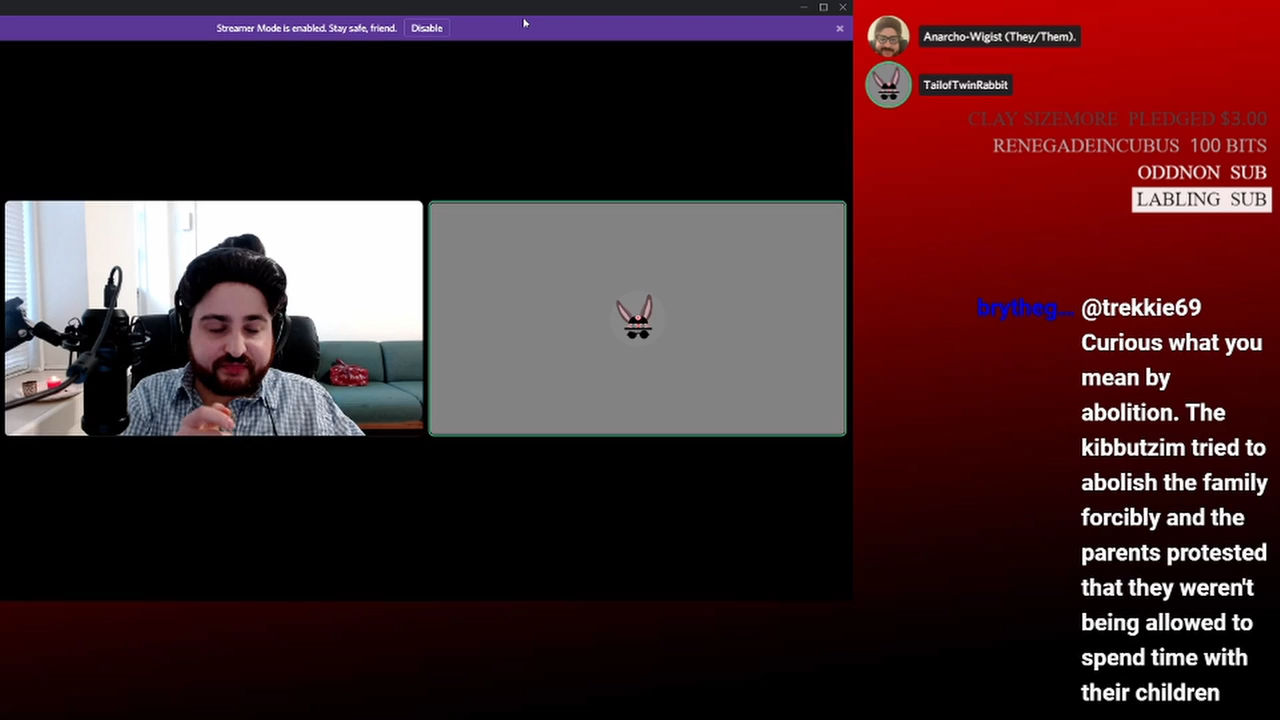 Streamer Mode is enabled. Stay safe, friend. Disable
Anarcho-Wigist (They/Them).
TailofTwinRabbit
CLAY SIZEMORE PLEDGED $3.00
RENEGADEINCUBUS 100 BITS
ODDNON SUB
LABLING SUB
brytheg... @trekkie69
Curious what you
mean by
abolition. The
kibbutzim tried to
abolish the family
forcibly and the
parents protested
that they weren't
being allowed to
spend time with
their children